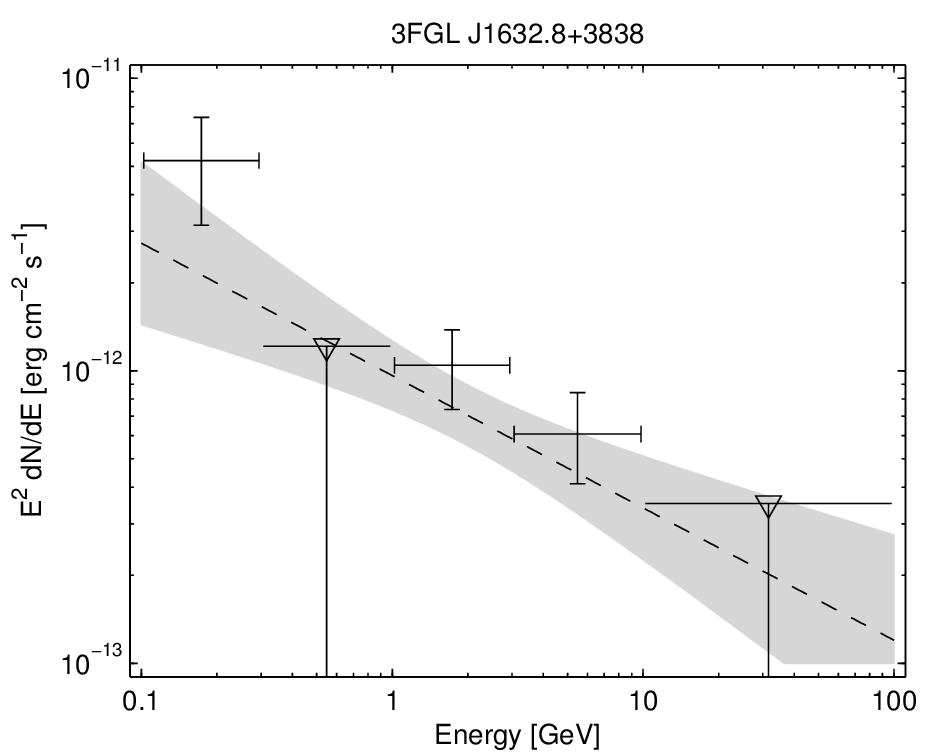 3FGL J1632.8+3838
10⁻¹¹
10⁻¹²
10⁻¹³
E² dN/dE [erg cm⁻² s⁻¹]
0.1 1 10 100
Energy [GeV]